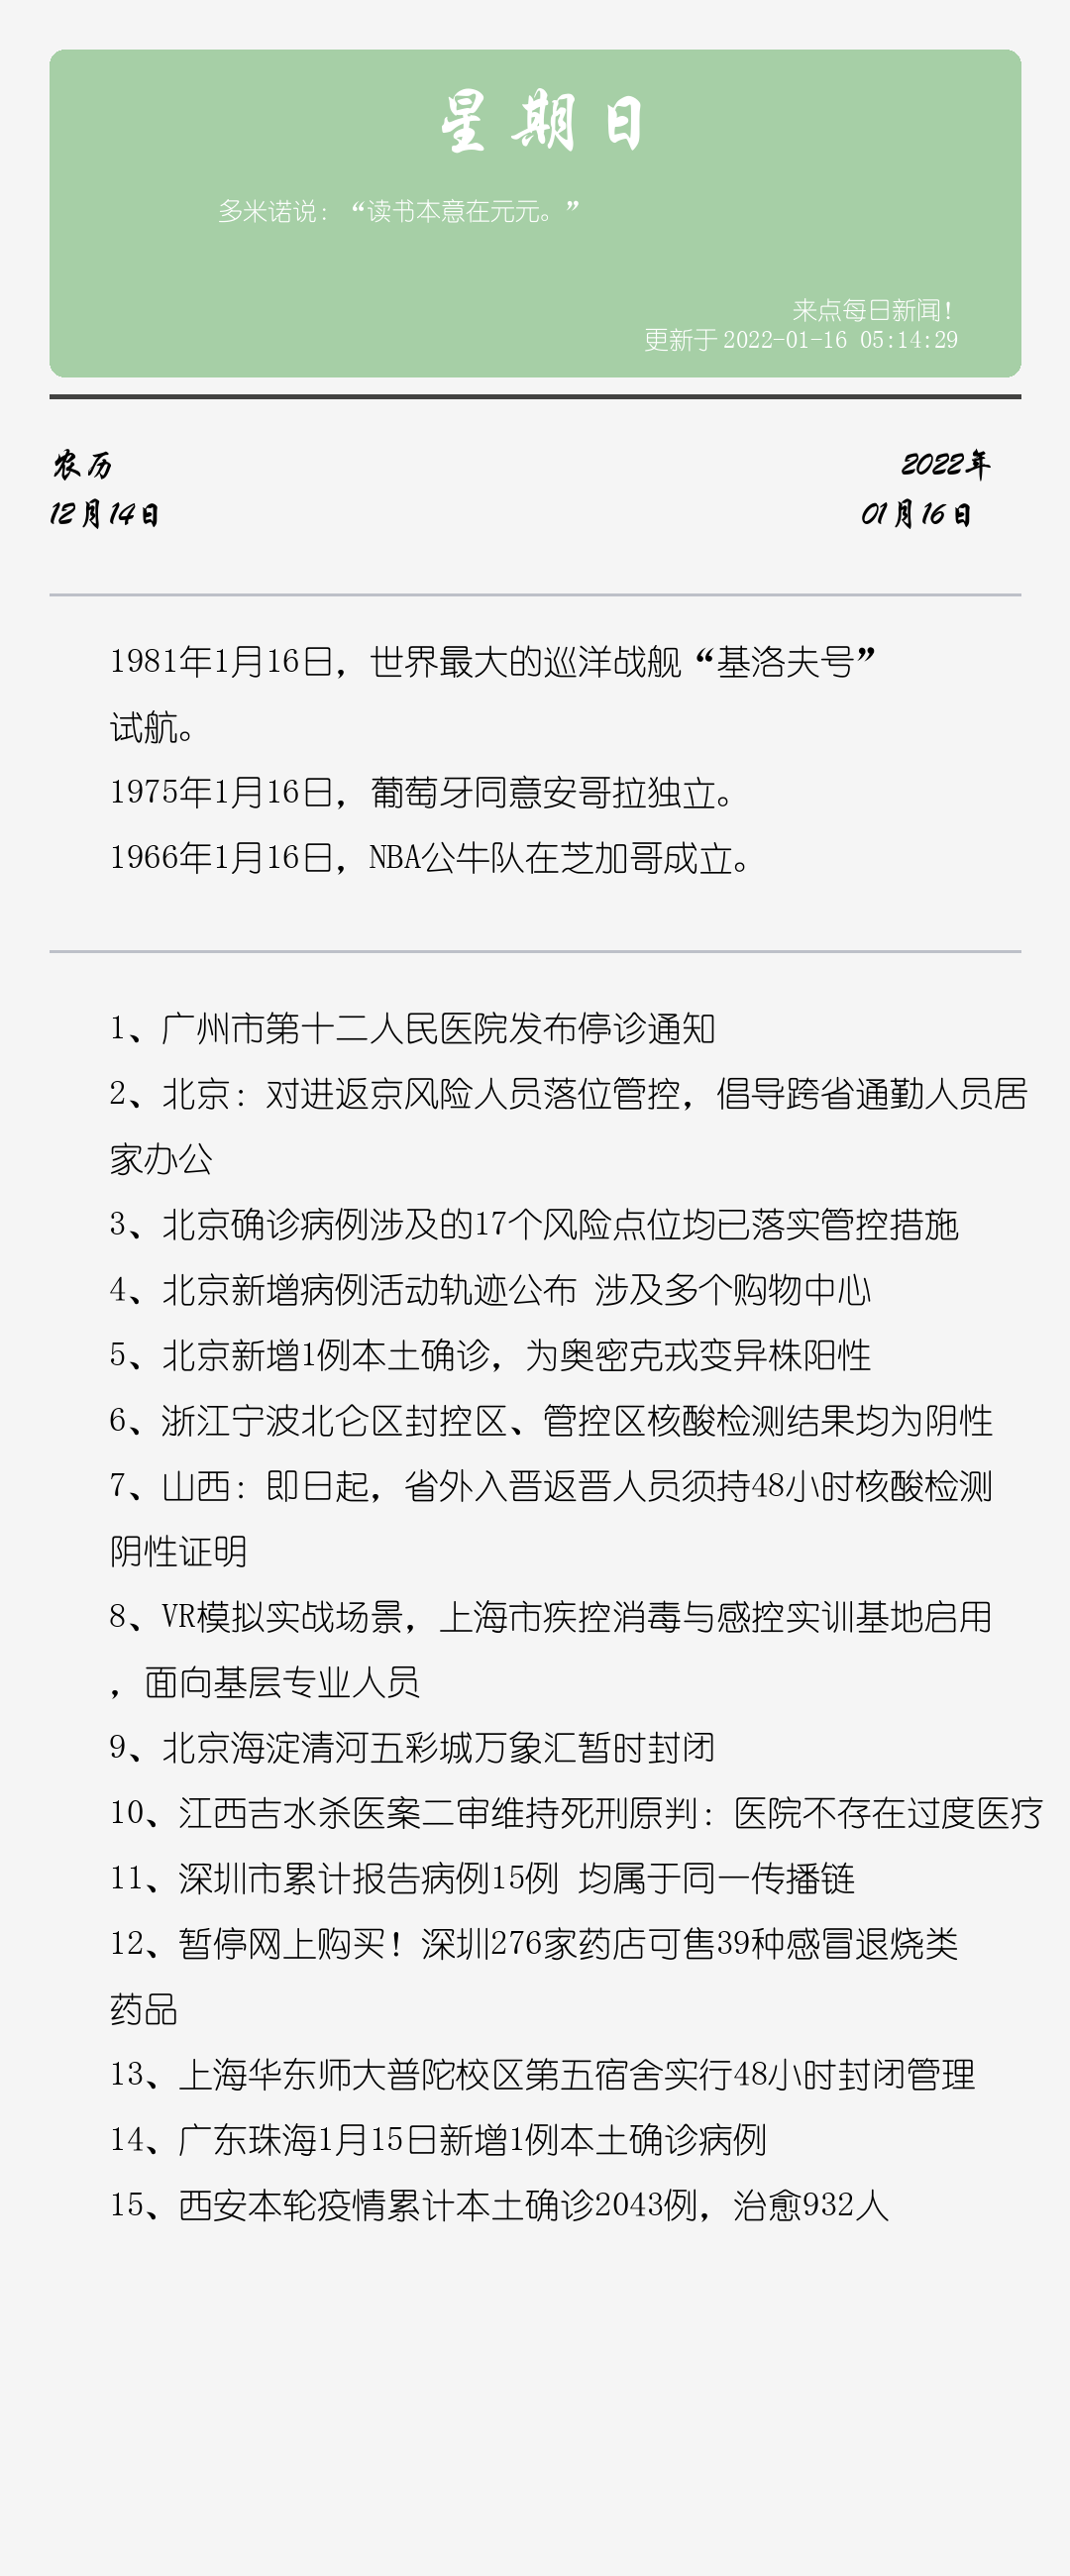 星期日
多米诺说：“读书本意在元元。”
来点每日新闻！
更新于 2022-01-16 05:14:29
农历
2022年
12月14日
01月16日
1981年1月16日，世界最大的巡洋战舰“基洛夫号”
试航。
1975年1月16日，葡萄牙同意安哥拉独立。
1966年1月16日，NBA公牛队在芝加哥成立。
1、广州市第十二人民医院发布停诊通知
2、北京：对进返京风险人员落位管控，倡导跨省通勤人员居
家办公
3、北京确诊病例涉及的17个风险点位均已落实管控措施
4、北京新增病例活动轨迹公布 涉及多个购物中心
5、北京新增1例本土确诊，为奥密克戎变异株阳性
6、浙江宁波北仑区封控区、管控区核酸检测结果均为阴性
7、山西：即日起，省外入晋返晋人员须持48小时核酸检测
阴性证明
8、VR模拟实战场景，上海市疾控消毒与感控实训基地启用
，面向基层专业人员
9、北京海淀清河五彩城万象汇暂时封闭
10、江西吉水杀医案二审维持死刑原判：医院不存在过度医疗
11、深圳市累计报告病例15例 均属于同一传播链
12、暂停网上购买！深圳276家药店可售39种感冒退烧类
药品
13、上海华东师大普陀校区第五宿舍实行48小时封闭管理
14、广东珠海1月15日新增1例本土确诊病例
15、西安本轮疫情累计本土确诊2043例，治愈932人